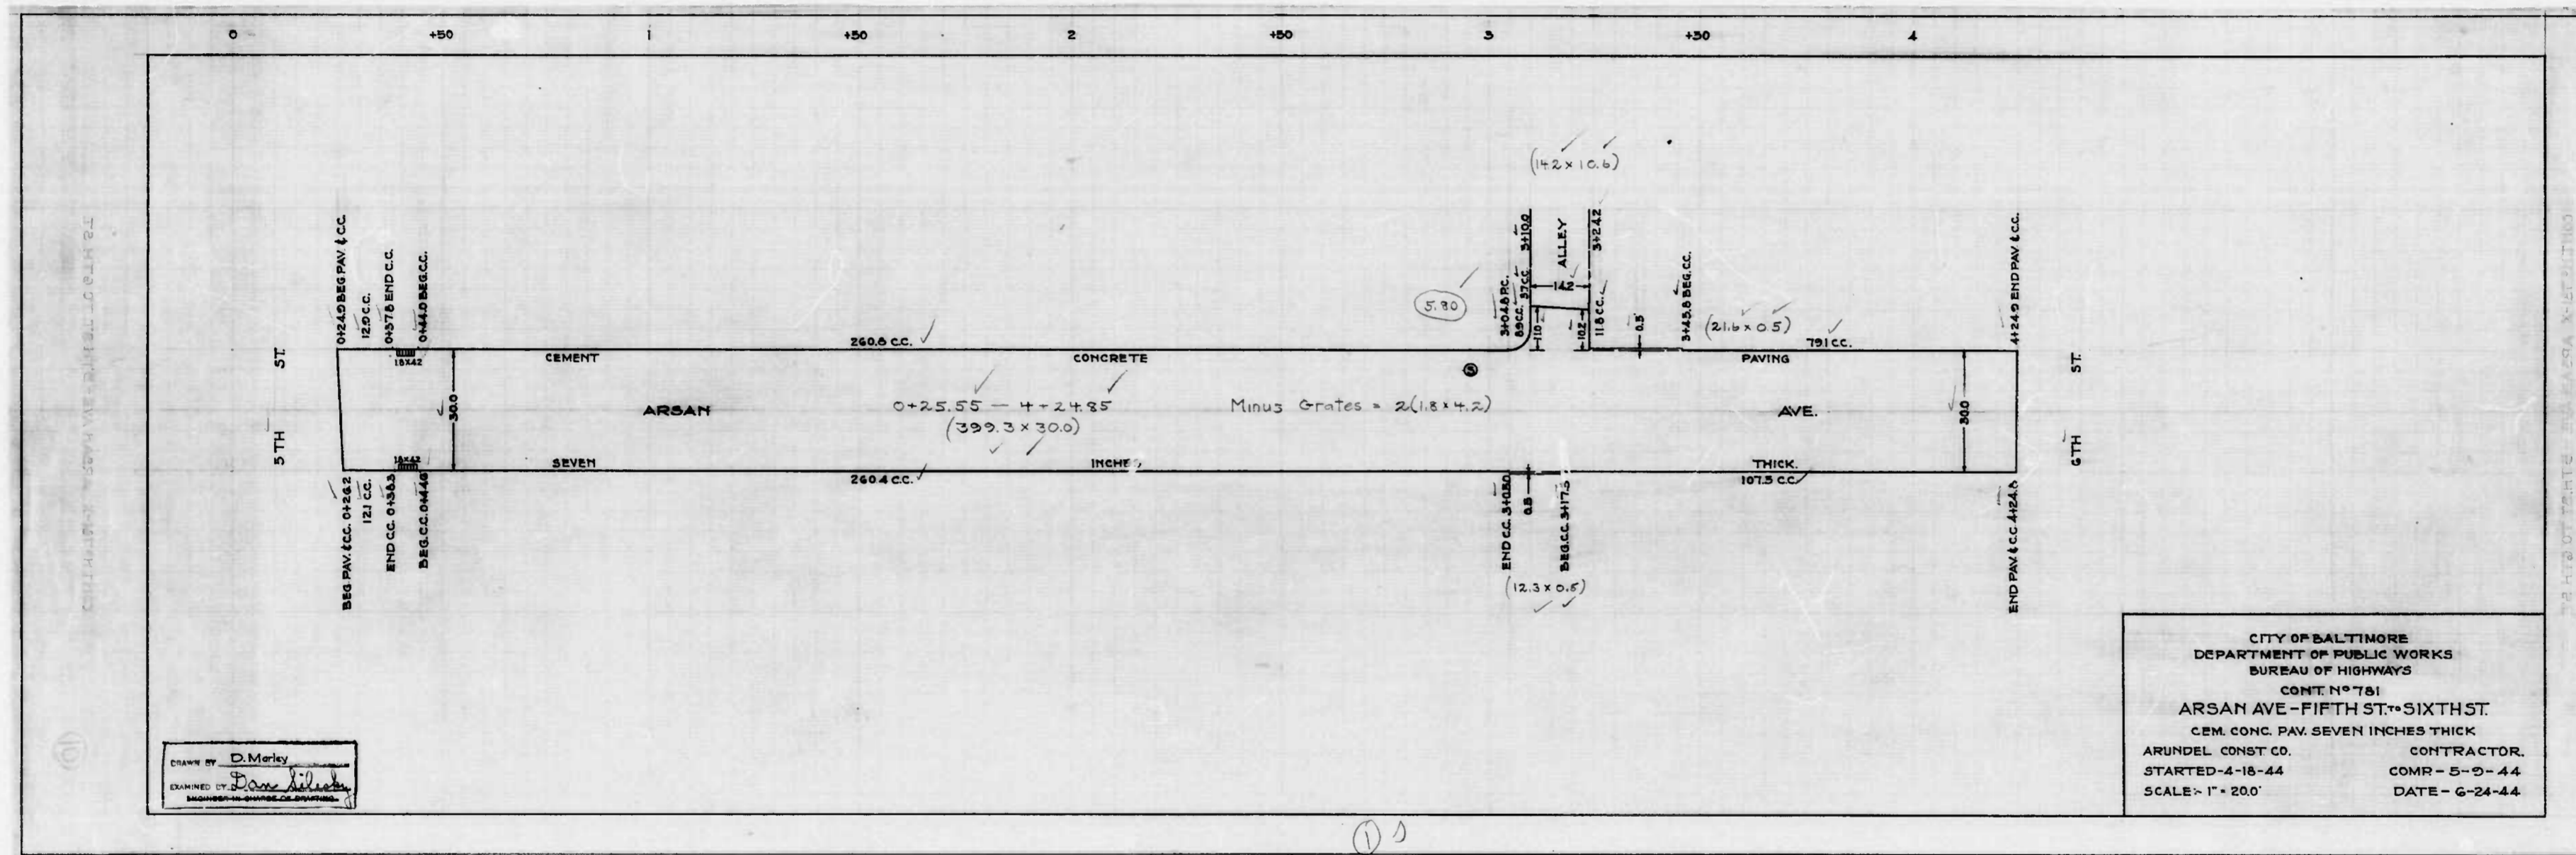 0 +50 1 +50 2 +50 3 +50 4
(14.2 x 10.6)
0+24.9 BEG PAV. & C.C.
12.9 C.C.
0+37.8 END C.C.
0+44.0 BEG. C.C.
5.80
3+04.8 P.C.
8.9 C.C.
3.7 C.C.
3+10.0
ALLEY
3+24.2
14.2
11.0
10.2
11.8 C.C.
0.5
3+45.8 BEG. C.C.
(21.6 x 0.5)
4+24.9 END PAV. & C.C.
260.8 C.C.
79.1 C.C.
5TH ST.
18X42
CEMENT CONCRETE PAVING
30.0
ARSAN
0+25.55 — 4+24.85
(399.3 x 30.0)
Minus Grates = 2(1.8 x 4.2)
AVE.
30.0
6TH ST.
18X42
SEVEN INCHES THICK.
260.4 C.C.
107.3 C.C.
BEG. PAV. & C.C. 0+26.2
12.1 C.C.
END C.C. 0+38.3
BEG. C.C. 0+44.6
END C.C. 3+05.0
0.5
BEG. C.C. 3+17.3
(12.3 x 0.5)
END PAV. & C.C. 4+24.8
CITY OF BALTIMORE
DEPARTMENT OF PUBLIC WORKS
BUREAU OF HIGHWAYS
CONT. Nº 781
ARSAN AVE-FIFTH ST. TO SIXTH ST.
CEM. CONC. PAV. SEVEN INCHES THICK
ARUNDEL CONST CO. CONTRACTOR.
STARTED-4-18-44 COMP-5-9-44
SCALE:- 1" = 20.0' DATE-6-24-44
DRAWN BY D. Morley
EXAMINED BY Dan Silesky
ENGINEER IN CHARGE OF DRAFTING
1